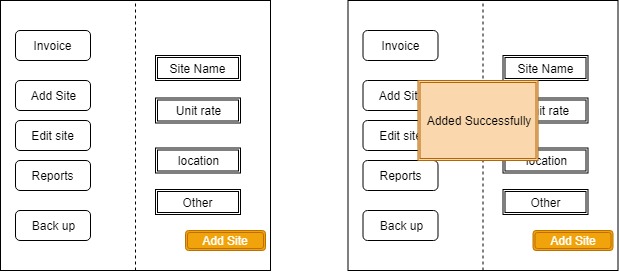 Invoice
Add Site
Edit site
Reports
Back up
Site Name
Unit rate
location
Other
Add Site
Invoice
Add Sit
Edit site
Reports
Back up
Site Name
it rate
location
Other
Added Successfully
Add Site